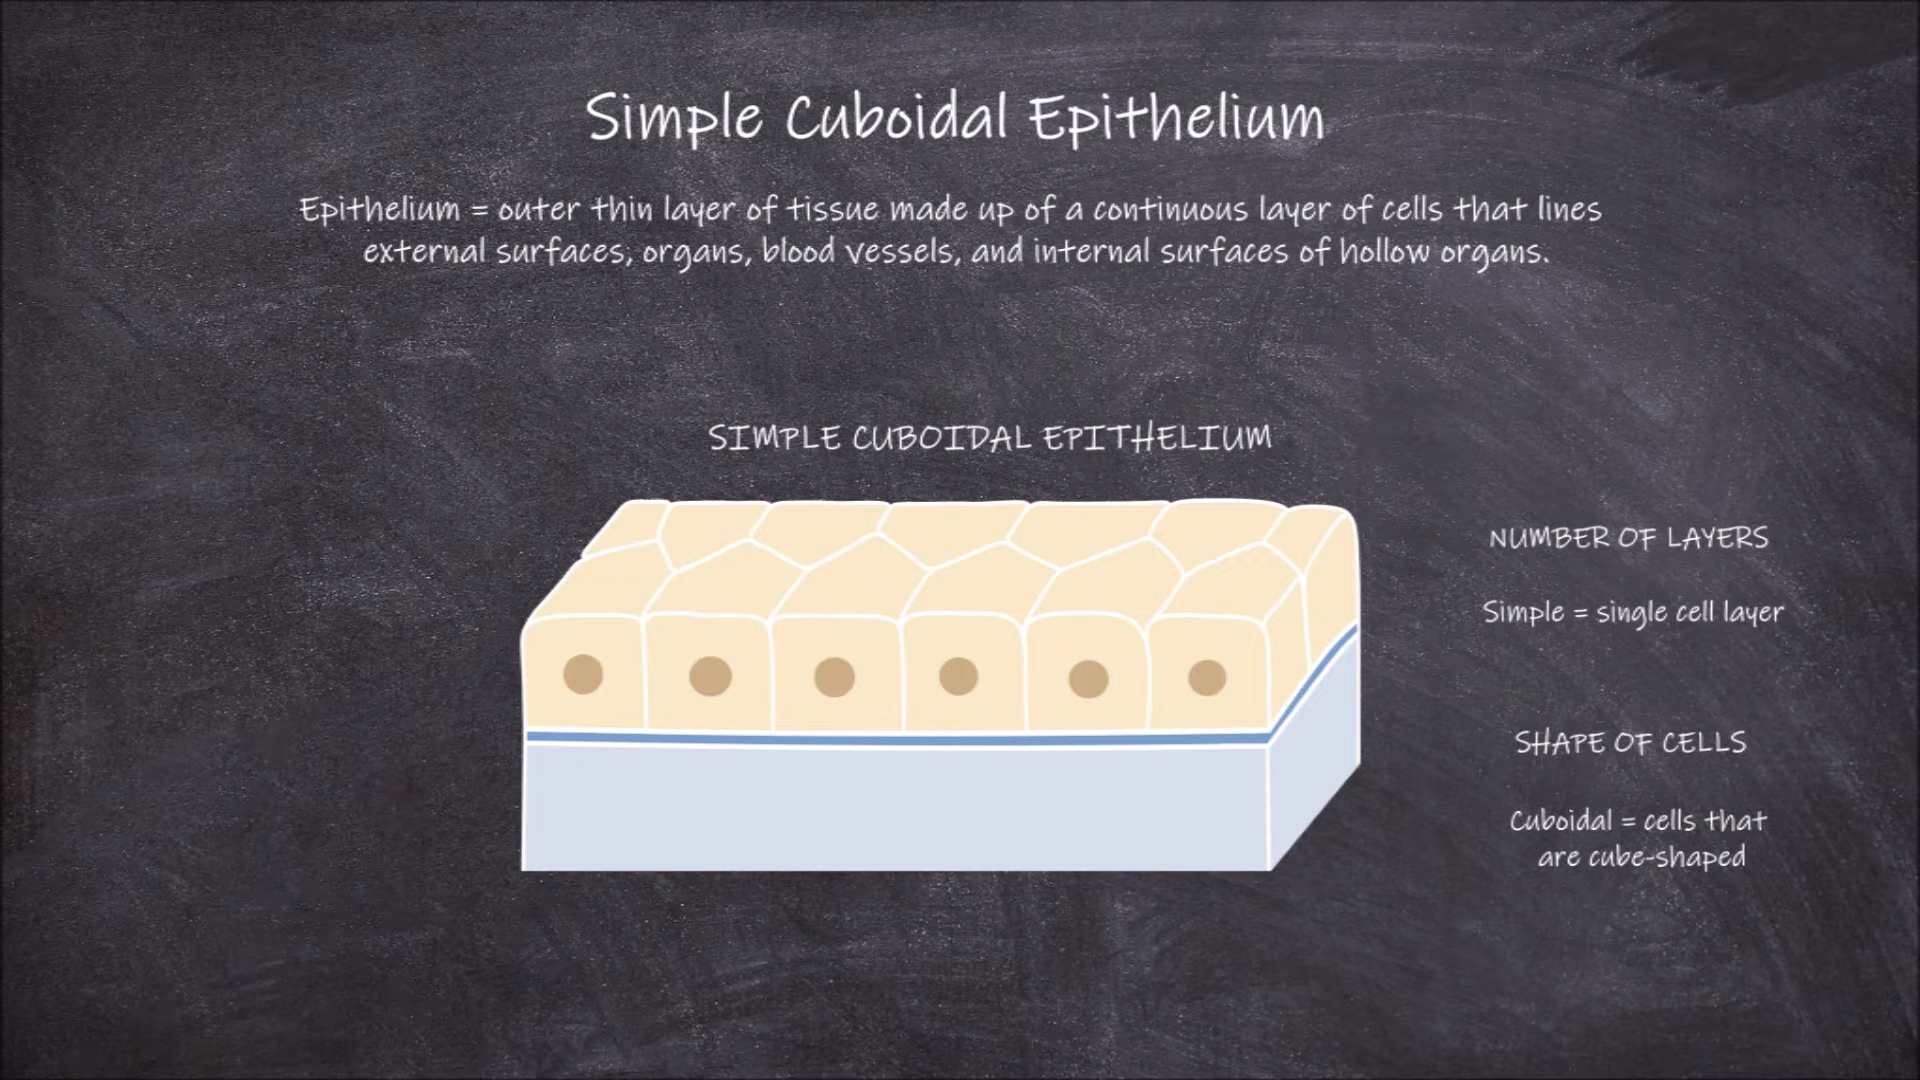 Simple Cuboidal Epithelium
Epithelium = outer thin layer of tissue made up of a continuous layer of cells that lines
external surfaces, organs, blood vessels, and internal surfaces of hollow organs.
SIMPLE CUBOIDAL EPITHELIUM
NUMBER OF LAYERS
Simple = single cell layer
SHAPE OF CELLS
Cuboidal = cells that
are cube-shaped